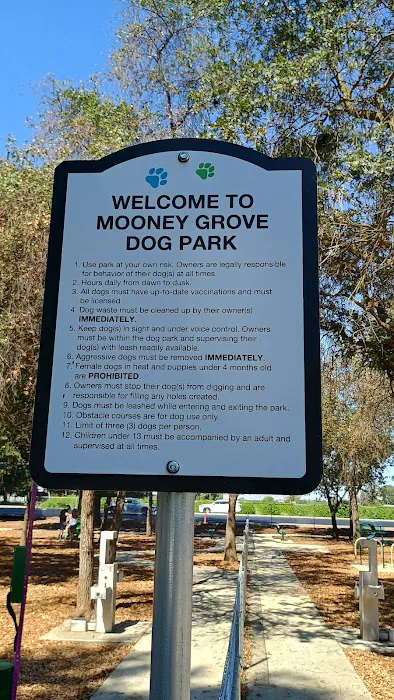 WELCOME TO
MOONEY GROVE
DOG PARK
1. Use park at your own risk. Owners are legally responsible
for behavior of their dog(s) at all times.
2. Hours daily from dawn to dusk.
3. All dogs must have up-to-date vaccinations and must
be licensed.
4. Dog waste must be cleaned up by their owner(s)
IMMEDIATELY.
5. Keep dog(s) in sight and under voice control. Owners
must be within the dog park and supervising their
dog(s) with leash readily available.
6. Aggressive dogs must be removed IMMEDIATELY.
7. Female dogs in heat and puppies under 4 months old
are PROHIBITED.
8. Owners must stop their dog(s) from digging and are
responsible for filling any holes created.
9. Dogs must be leashed while entering and exiting the park.
10. Obstacle courses are for dog use only.
11. Limit of three (3) dogs per person.
12. Children under 13 must be accompanied by an adult and
supervised at all times.